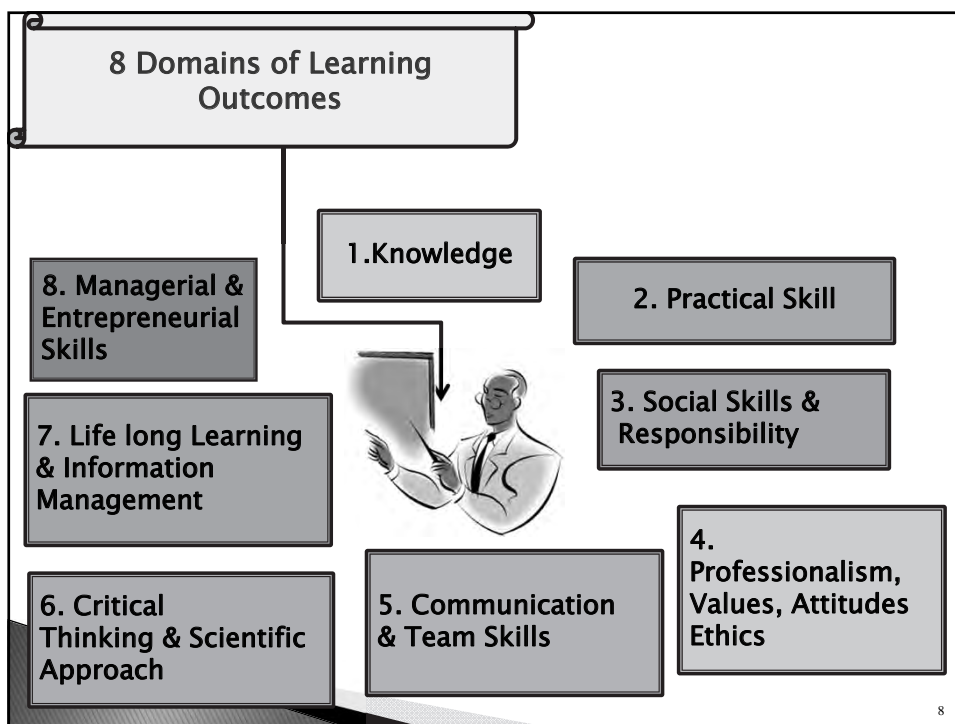 8 Domains of Learning
Outcomes
1.Knowledge
2. Practical Skill
3. Social Skills &
Responsibility
4.
Professionalism,
Values, Attitudes
Ethics
5. Communication
& Team Skills
6. Critical
Thinking & Scientific
Approach
7. Life long Learning
& Information
Management
8. Managerial &
Entrepreneurial
Skills
8